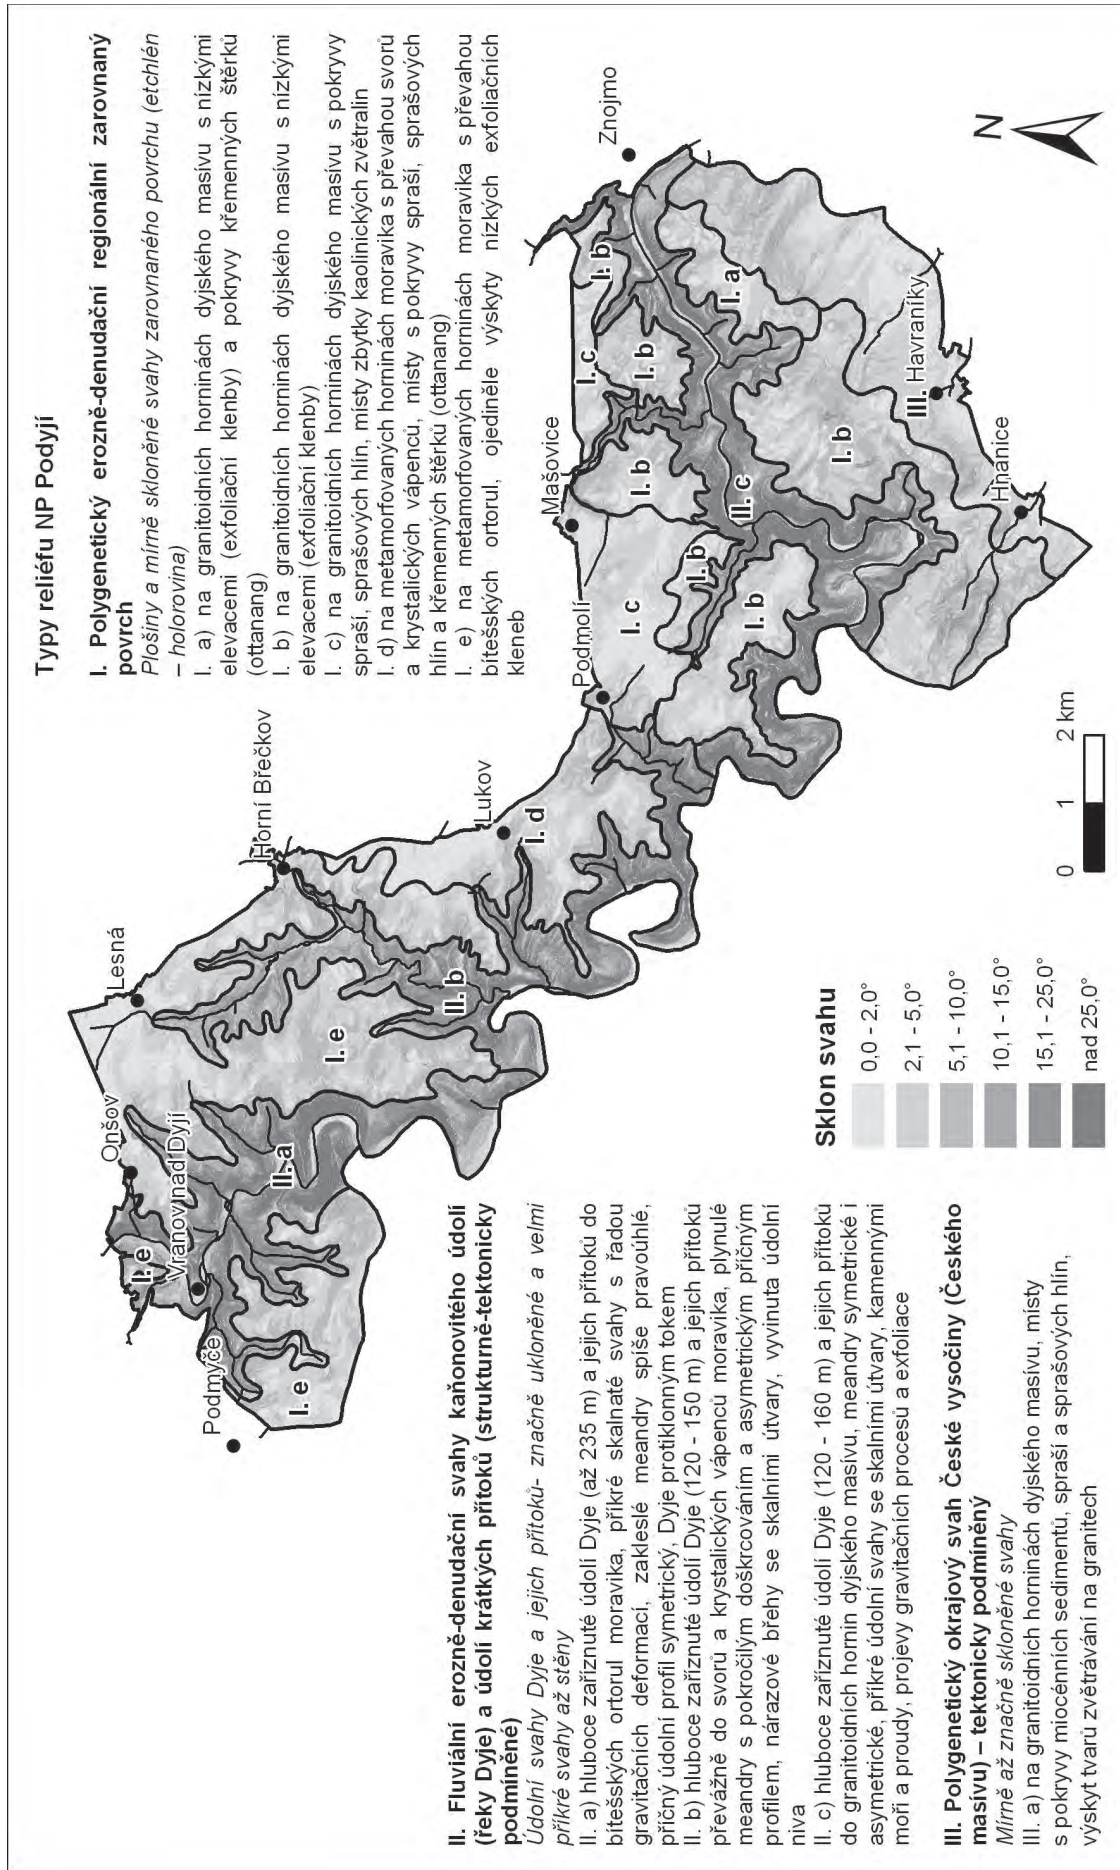 Typy reliéfu NP Podyjí
I. Polygenetický erozně-denudační regionální zarovnaný
povrch
Plošiny a mírně skloněné svahy zarovnaného povrchu (etchlén
– holorovina)
I. a) na granitoidních horninách dyjského masívu s nízkými
elevacemi (exfoliační klenby) a pokryvy křemenných štěrků
(ottanang)
I. b) na granitoidních horninách dyjského masívu s nízkými
elevacemi (exfoliační klenby)
I. c) na granitoidních horninách dyjského masívu s pokryvy
spraší, sprašových hlín, místy zbytky kaolinických zvětralin
I. d) na metamorfovaných horninách moravika s převahou svorů
a krystalických vápenců, místy s pokryvy spraší, sprašových
hlín a křemenných štěrků (ottanang)
I. e) na metamorfovaných horninách moravika s převahou
bítešských ortorul, ojediněle výskyty nízkých exfoliačních
kleneb
Onšov
Lesná
Horní Břečkov
Lukov
Podmolí
Mašovice
Znojmo
Podmýče
Vranov nad Dyjí
Havraníky
Hnánice
I. e
I. e
I. e
II. a
II. b
I. d
I. c
I. b
I. b
I. b
I. b
I. c
I. b
I. b
I. a
II. c
III.
N
0 1 2 km
Sklon svahu
0,0 - 2,0°
2,1 - 5,0°
5,1 - 10,0°
10,1 - 15,0°
15,1 - 25,0°
nad 25,0°
II. Fluviální erozně-denudační svahy kaňonovitého údolí
(řeky Dyje) a údolí krátkých přítoků (strukturně-tektonicky
podmíněné)
Údolní svahy Dyje a jejich přítoků- značně ukloněné a velmi
příkré svahy až stěny
II. a) hluboce zaříznuté údolí Dyje (až 235 m) a jejich přítoků do
bítešských ortorul moravika, příkré skalnaté svahy s řadou
gravitačních deformací, zakleslé meandry spíše pravoúhlé,
příčný údolní profil symetrický, Dyje protiklonným tokem
II. b) hluboce zaříznuté údolí Dyje (120 - 150 m) a jejich přítoků
převážně do svorů a krystalických vápenců moravika, plynulé
meandry s pokročilým doškrcováním a asymetrickým příčným
profilem, nárazové břehy se skalními útvary, vyvinuta údolní
niva
II. c) hluboce zaříznuté údolí Dyje (120 - 160 m) a jejich přítoků
do granitoidních hornin dyjského masívu, meandry symetrické i
asymetrické, příkré údolní svahy se skalními útvary, kamennými
moři a proudy, projevy gravitačních procesů a exfoliace
III. Polygenetický okrajový svah České vysočiny (Českého
masívu) – tektonicky podmíněný
Mírně až značně skloněné svahy
III. a) na granitoidních horninách dyjského masívu, místy
s pokryvy miocénních sedimentů, spraší a sprašových hlín,
výskyt tvarů zvětrávání na granitech